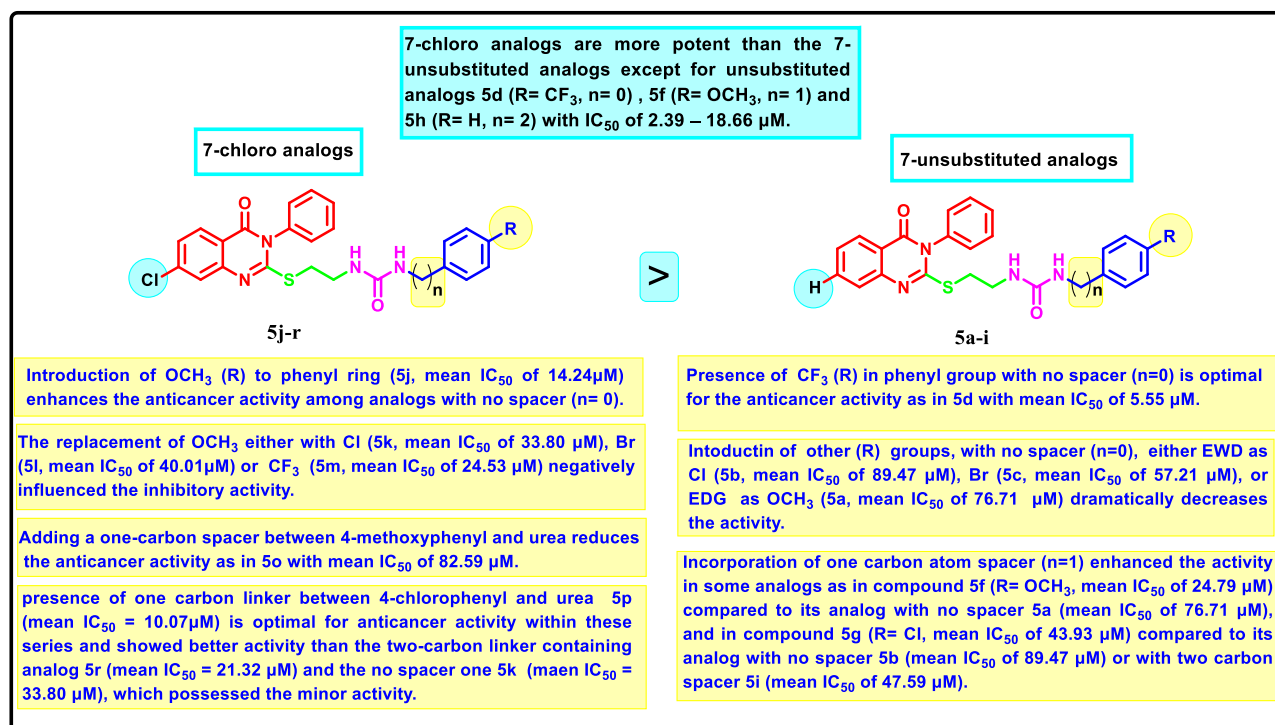 7-chloro analogs are more potent than the 7-
unsubstituted analogs except for unsubstituted
analogs 5d (R= CF₃, n= 0) , 5f (R= OCH₃, n= 1) and
5h (R= H, n= 2) with IC₅₀ of 2.39 – 18.66 µM.
7-chloro analogs
7-unsubstituted analogs
O
N
N
S
Cl
H
N
O
H
N
n
R
>
O
N
N
S
H
H
N
O
H
N
n
R
5j-r
5a-i
Introduction of OCH₃ (R) to phenyl ring (5j, mean IC₅₀ of 14.24µM)
enhances the anticancer activity among analogs with no spacer (n= 0).
The replacement of OCH₃ either with Cl (5k, mean IC₅₀ of 33.80 µM), Br
(5l, mean IC₅₀ of 40.01µM) or CF₃ (5m, mean IC₅₀ of 24.53 µM) negatively
influenced the inhibitory activity.
Adding a one-carbon spacer between 4-methoxyphenyl and urea reduces
the anticancer activity as in 5o with mean IC₅₀ of 82.59 µM.
presence of one carbon linker between 4-chlorophenyl and urea 5p
(mean IC₅₀ = 10.07µM) is optimal for anticancer activity within these
series and showed better activity than the two-carbon linker containing
analog 5r (mean IC₅₀ = 21.32 µM) and the no spacer one 5k (maen IC₅₀ =
33.80 µM), which possessed the minor activity.
Presence of CF₃ (R) in phenyl group with no spacer (n=0) is optimal
for the anticancer activity as in 5d with mean IC₅₀ of 5.55 µM.
Intoductin of other (R) groups, with no spacer (n=0), either EWD as
Cl (5b, mean IC₅₀ of 89.47 µM), Br (5c, mean IC₅₀ of 57.21 µM), or
EDG as OCH₃ (5a, mean IC₅₀ of 76.71 µM) dramatically decreases
the activity.
Incorporation of one carbon atom spacer (n=1) enhanced the activity
in some analogs as in compound 5f (R= OCH₃, mean IC₅₀ of 24.79 µM)
compared to its analog with no spacer 5a (mean IC₅₀ of 76.71 µM),
and in compound 5g (R= Cl, mean IC₅₀ of 43.93 µM) compared to its
analog with no spacer 5b (mean IC₅₀ of 89.47 µM) or with two carbon
spacer 5i (mean IC₅₀ of 47.59 µM).